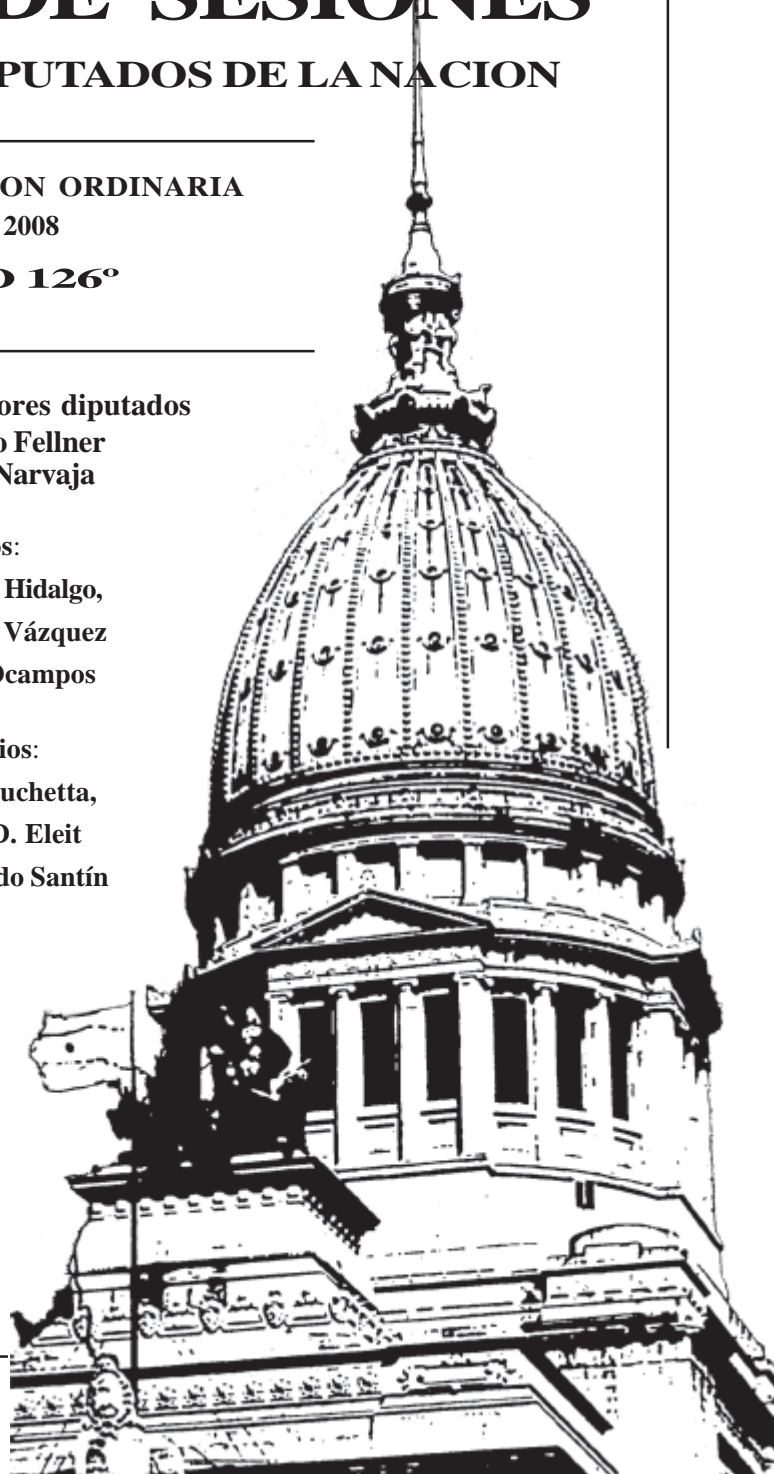 DE SESIONES
PUTADOS DE LA NACION
ON ORDINARIA
2008
O 126º
ores diputados
o Fellner
Narvaja
os:
Hidalgo,
Vázquez
Ocampos
ios:
uchetta,
D. Eleit
do Santín